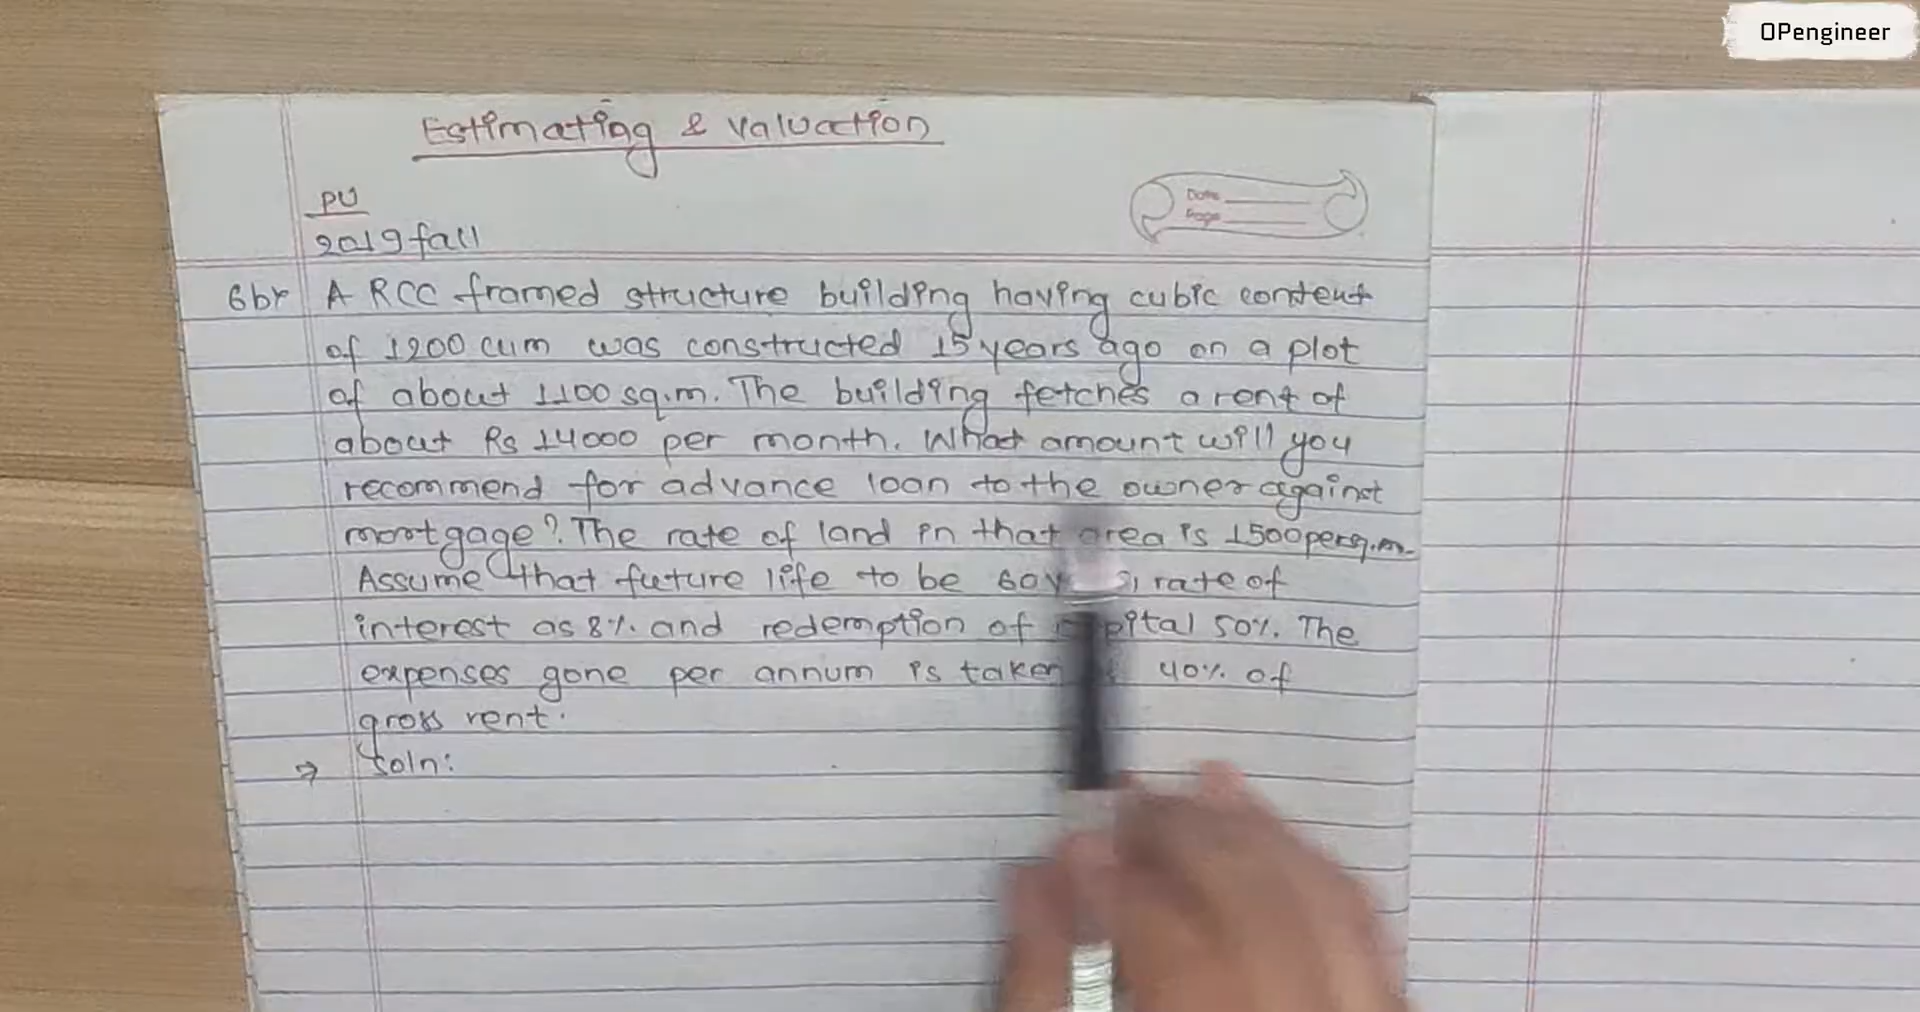 OPengineer
Estimating & valuation
PU
2019 fall
Date
Page
6b> A RCC framed structure building having cubic content
of 1200 cum was constructed 15 years ago on a plot
of about 1100 sq.m. The building fetches a rent of
about Rs 14000 per month. What amount will you
recommend for advance loan to the owner against
mortgage? The rate of land in that area is 1500 per sq.m.
Assume that future life to be rate of
interest as 8% and redemption of capital 50%. The
expenses gone per annum is taken 40% of
gross rent.
⇒ Soln: